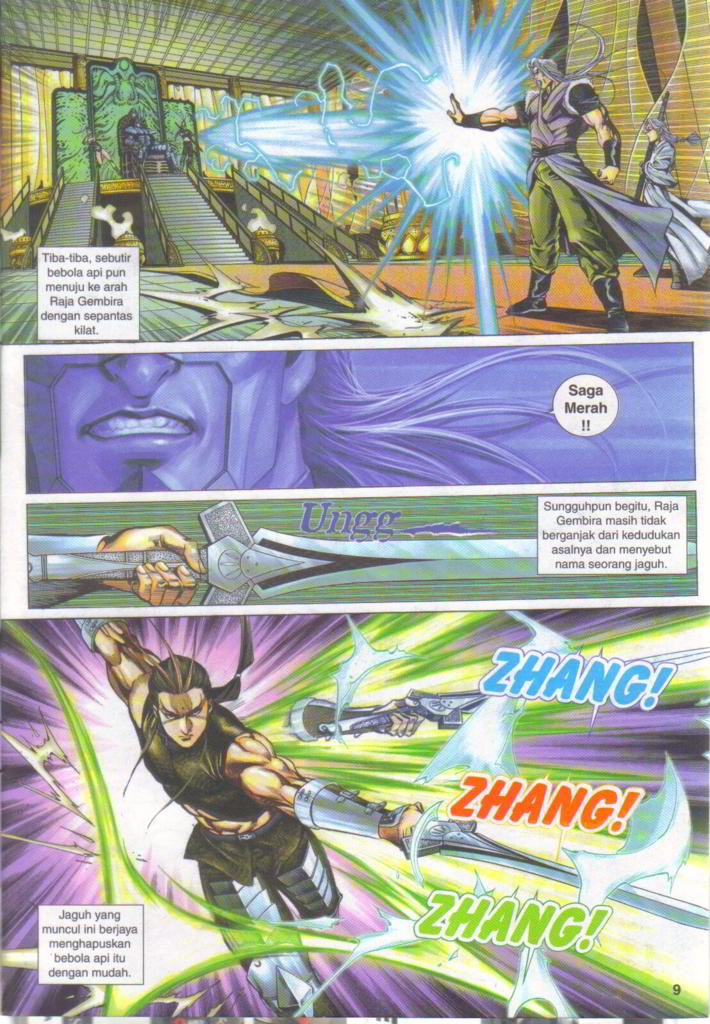 Tiba-tiba, sebutir
bebola api pun
menuju ke arah
Raja Gembira
dengan sepantas
kilat.
Saga
Merah
!!
Ungg
Sungguhpun begitu, Raja
Gembira masih tidak
berganjak dari kedudukan
asalnya dan menyebut
nama seorang jaguh.
ZHANG!
ZHANG!
ZHANG!
Jaguh yang
muncul ini berjaya
menghapuskan
bebola api itu
dengan mudah.
9